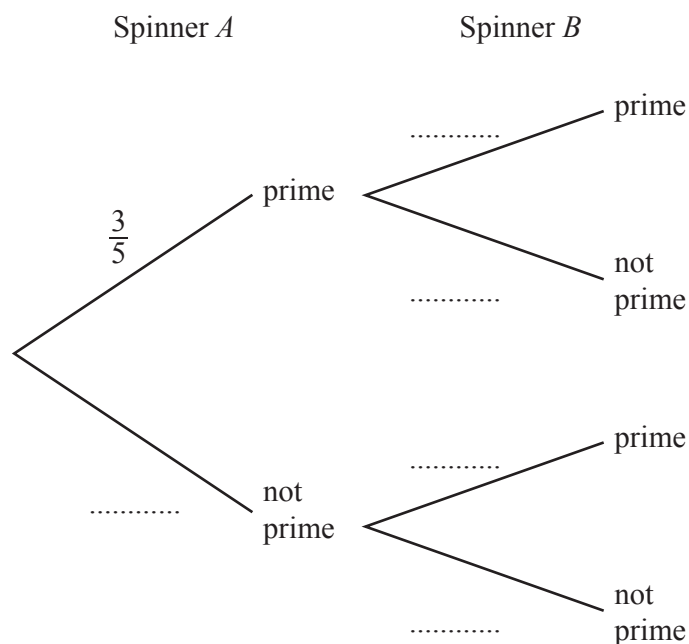 Spinner A Spinner B
prime
............
prime
3/5
not
prime
............
prime
............
not
prime
............
not
prime
............